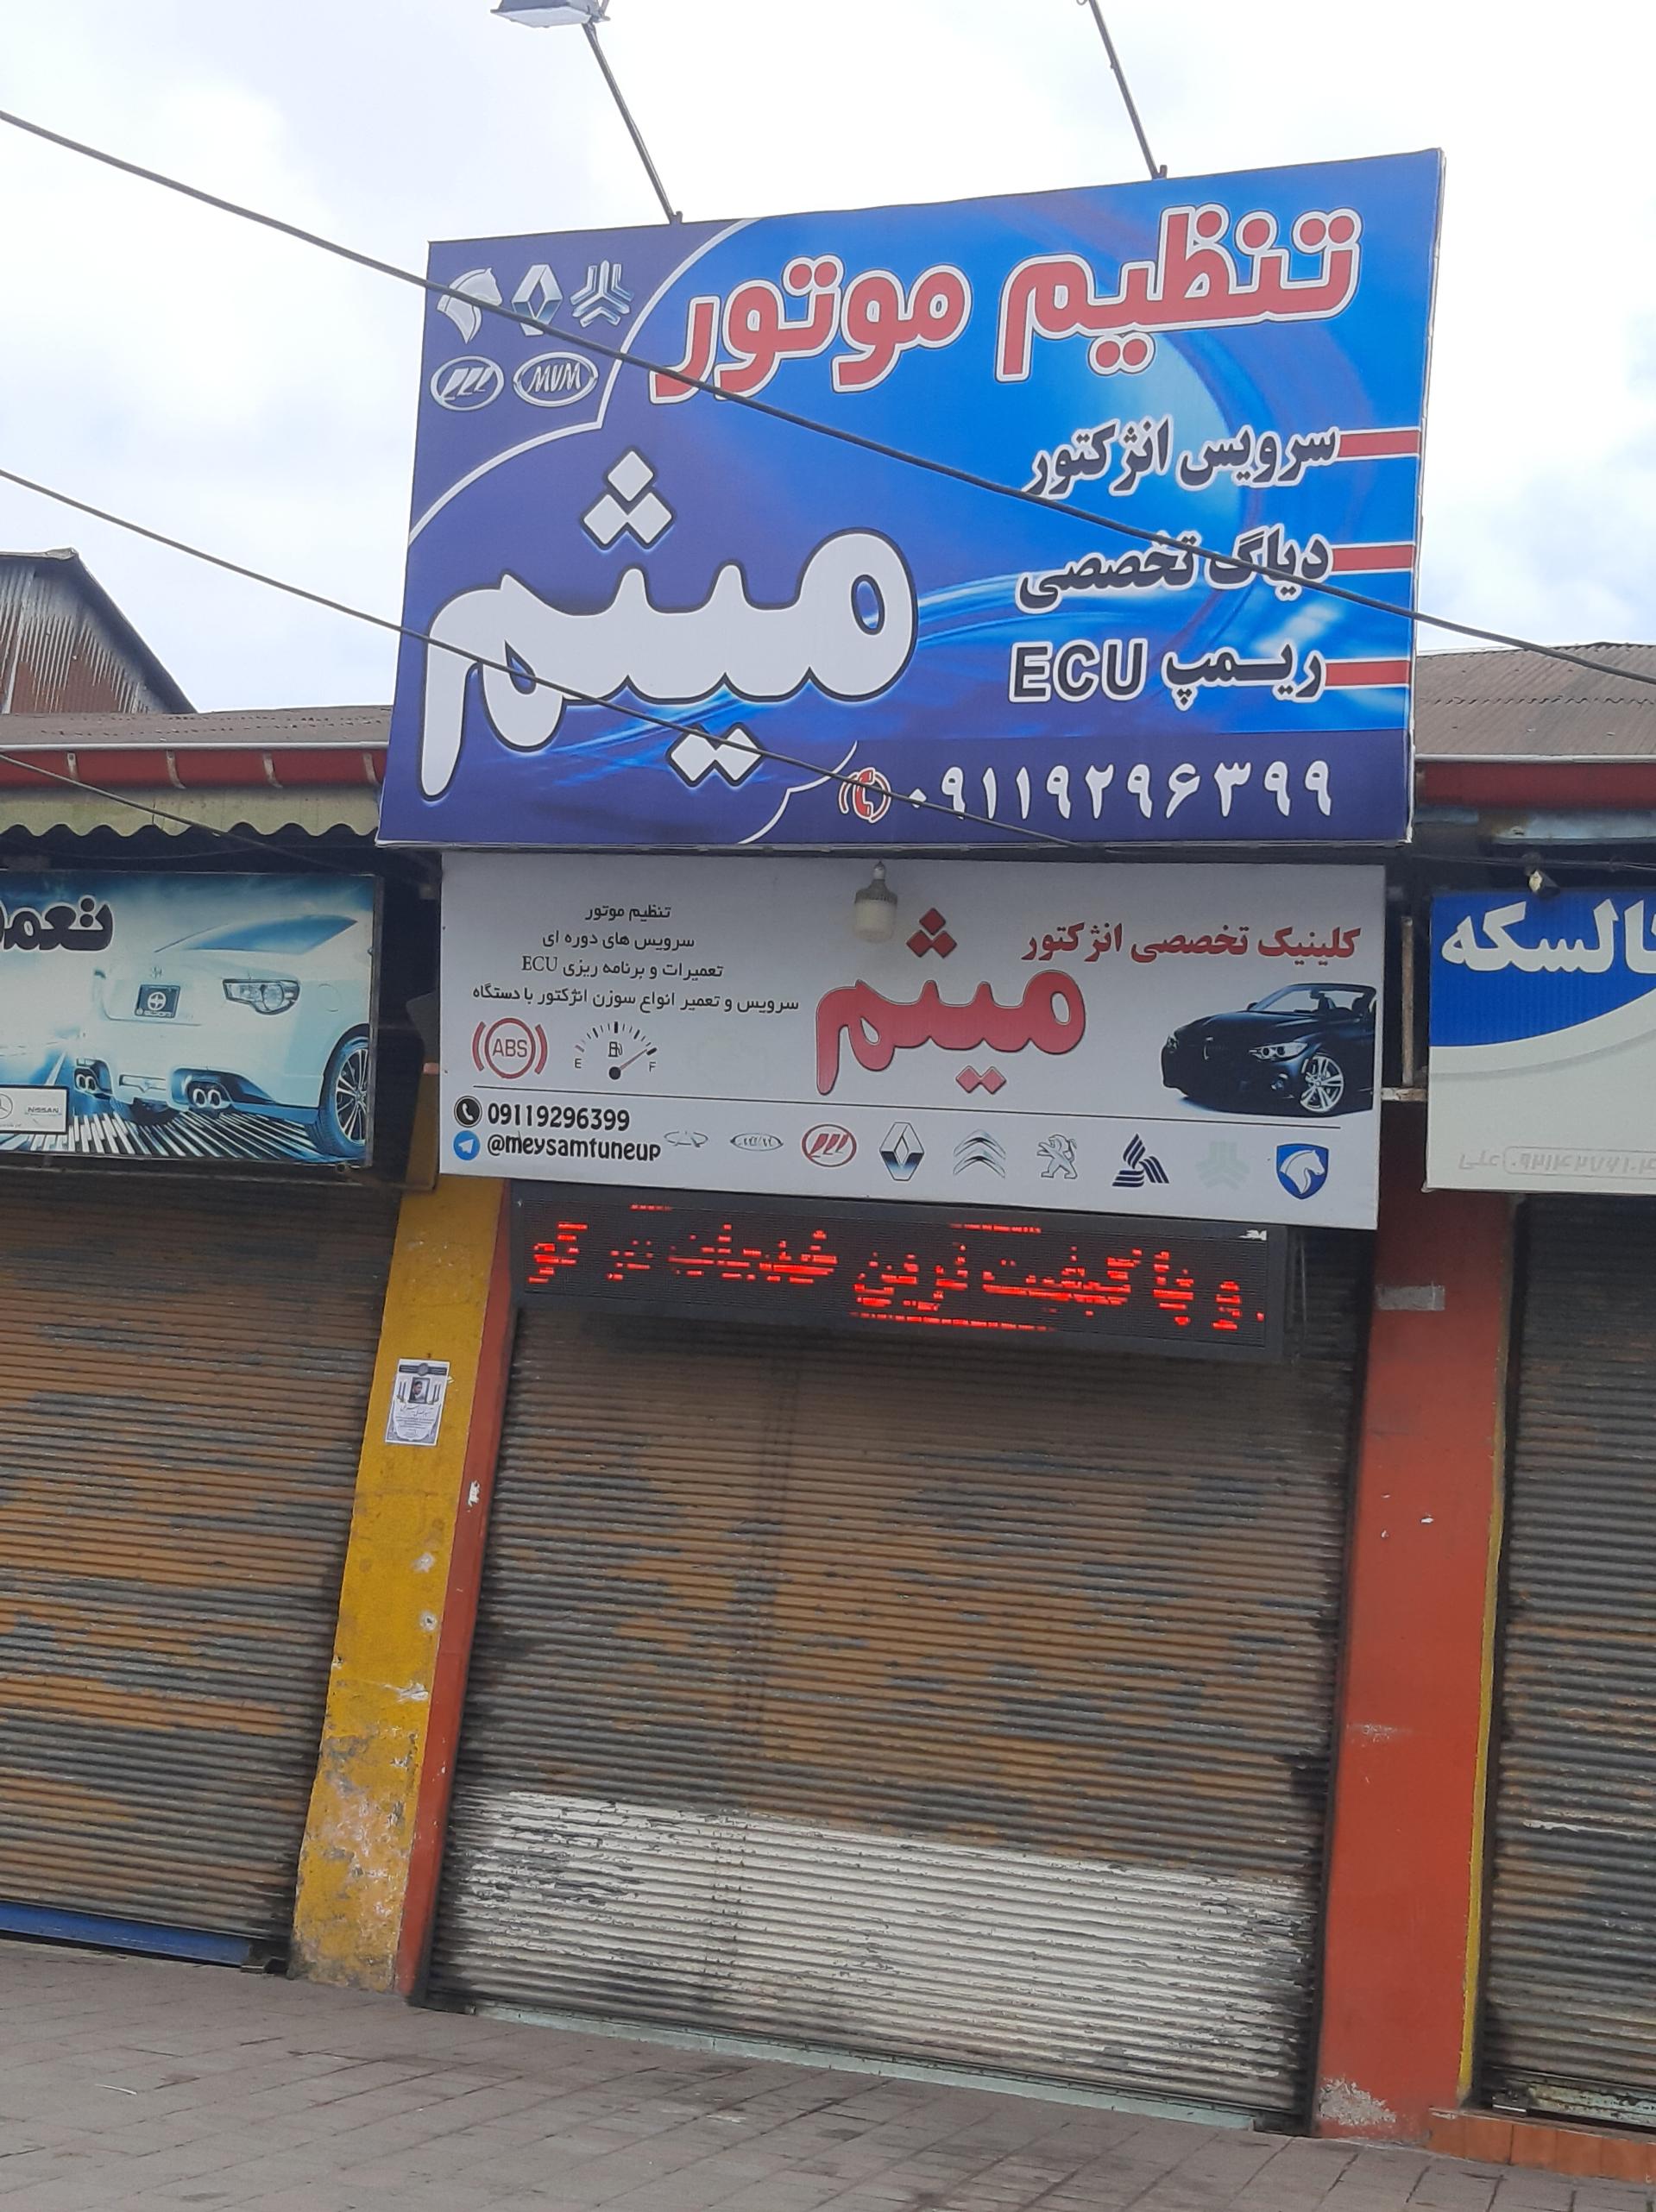 تنظیم موتور
MVM
سرویس انژکتور
دیاگ تخصصی
ریمپ ECU
میثم
۰۹۱۱۹۲۹۶۳۹۹
کلینیک تخصصی انژکتور
میثم
تنظیم موتور
سرویس های دوره ای
تعمیرات و برنامه ریزی ECU
سرویس و تعمیر انواع سوزن انژکتور با دستگاه
ABS
E F
09119296399
@meysamtuneup
و با کیفیت ترین
تعم
NISSAN
کالسکه